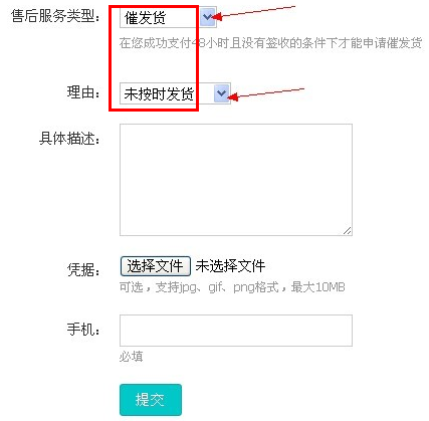 售后服务类型： 催发货
在您成功支付48小时且没有签收的条件下才能申请催发货
理由： 未按时发货
具体描述：
凭据： 选择文件 未选择文件
可选，支持jpg、gif、png格式，最大10MB
手机：
必填
提交